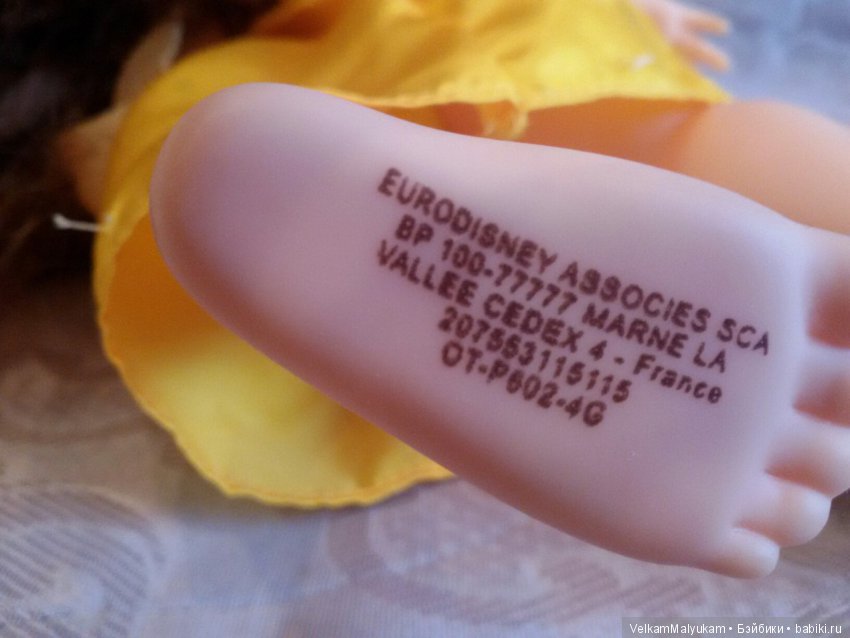 EURODISNEY ASSOCIES SCA
BP 100-77777 MARNE LA
VALLEE CEDEX 4 - France
207553115115
OT-P602-4G
VelkamMalyukam • Бэйбики • babiki.ru